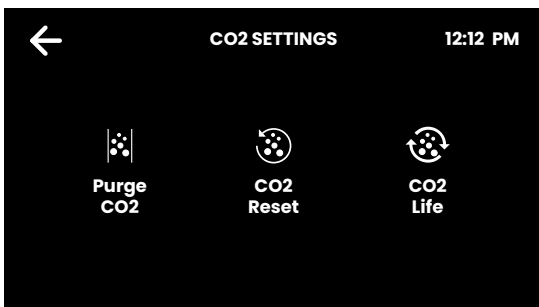 CO2 SETTINGS
12:12 PM
Purge
CO2
CO2
Reset
CO2
Life